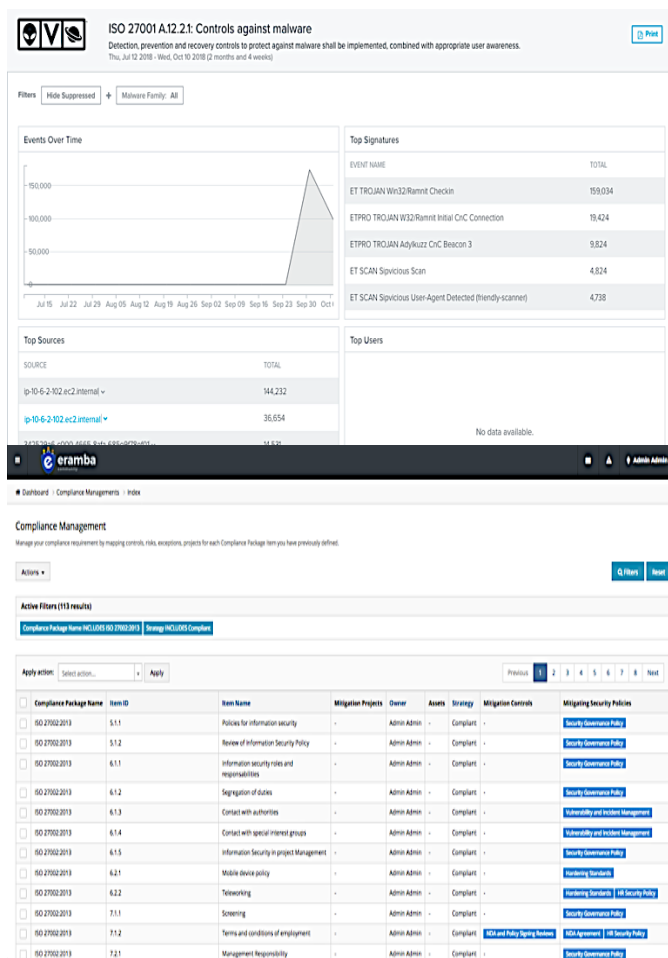 ISO 27001 A.12.2.1: Controls against malware
Detection, prevention and recovery controls to protect against malware shall be implemented, combined with appropriate user awareness.
Thu, Jul 12 2018 - Wed, Oct 10 2018 (2 months and 4 weeks)
Print
Filters Hide Suppressed + Malware Family: All
Events Over Time
150,000
100,000
50,000
0
Jul 15 Jul 22 Jul 29 Aug 05 Aug 12 Aug 19 Aug 26 Sep 02 Sep 09 Sep 16 Sep 23 Sep 30 Oct
Top Signatures
EVENT NAME TOTAL
ET TROJAN Win32/Ramnit Checkin 159,034
ETPRO TROJAN W32/Ramnit Initial CnC Connection 19,424
ETPRO TROJAN Adylkuzz CnC Beacon 3 9,824
ET SCAN Sipvicious Scan 4,824
ET SCAN Sipvicious User-Agent Detected (friendly-scanner) 4,738
Top Sources
SOURCE TOTAL
ip-10-6-2-102.ec2.internal 144,232
ip-10-6-2-102.ec2.internal 36,654
Top Users
No data available.
eramba
Admin Admin
Dashboard Compliance Managements Index
Compliance Management
Manage your compliance requirement by mapping controls, risks, exceptions, projects for each Compliance Package item you have previously defined.
Actions
Filters Reset
Active Filters (113 results)
Compliance Package Name INCLUDES ISO 27002:2013 Strategy INCLUDES Compliant
Apply action: Select action... Apply
Previous 1 2 3 4 5 6 7 8 Next
Compliance Package Name Item ID Item Name Mitigation Projects Owner Assets Strategy Mitigation Controls Mitigating Security Policies
ISO 27002:2013 5.1.1 Policies for information security - Admin Admin - Compliant - Security Governance Policy
ISO 27002:2013 5.1.2 Review of Information Security Policy - Admin Admin - Compliant - Security Governance Policy
ISO 27002:2013 6.1.1 Information security roles and - Admin Admin - Compliant - Security Governance Policy
responsibilities
ISO 27002:2013 6.1.2 Segregation of duties - Admin Admin - Compliant - Security Governance Policy
ISO 27002:2013 6.1.3 Contact with authorities - Admin Admin - Compliant - Vulnerability and Incident Management
ISO 27002:2013 6.1.4 Contact with special interest groups - Admin Admin - Compliant - Vulnerability and Incident Management
ISO 27002:2013 6.1.5 Information Security in project Management - Admin Admin - Compliant - Security Governance Policy
ISO 27002:2013 6.2.1 Mobile device policy - Admin Admin - Compliant - Hardening Standards
ISO 27002:2013 6.2.2 Teleworking - Admin Admin - Compliant - Hardening Standards HR Security Policy
ISO 27002:2013 7.1.1 Screening - Admin Admin - Compliant - Security Governance Policy
ISO 27002:2013 7.1.2 Terms and conditions of employment - Admin Admin - Compliant NDA and Policy Signing Reviews NDA Agreement HR Security Policy
ISO 27002:2013 7.2.1 Management Responsibility - Admin Admin - Compliant - Security Governance Policy